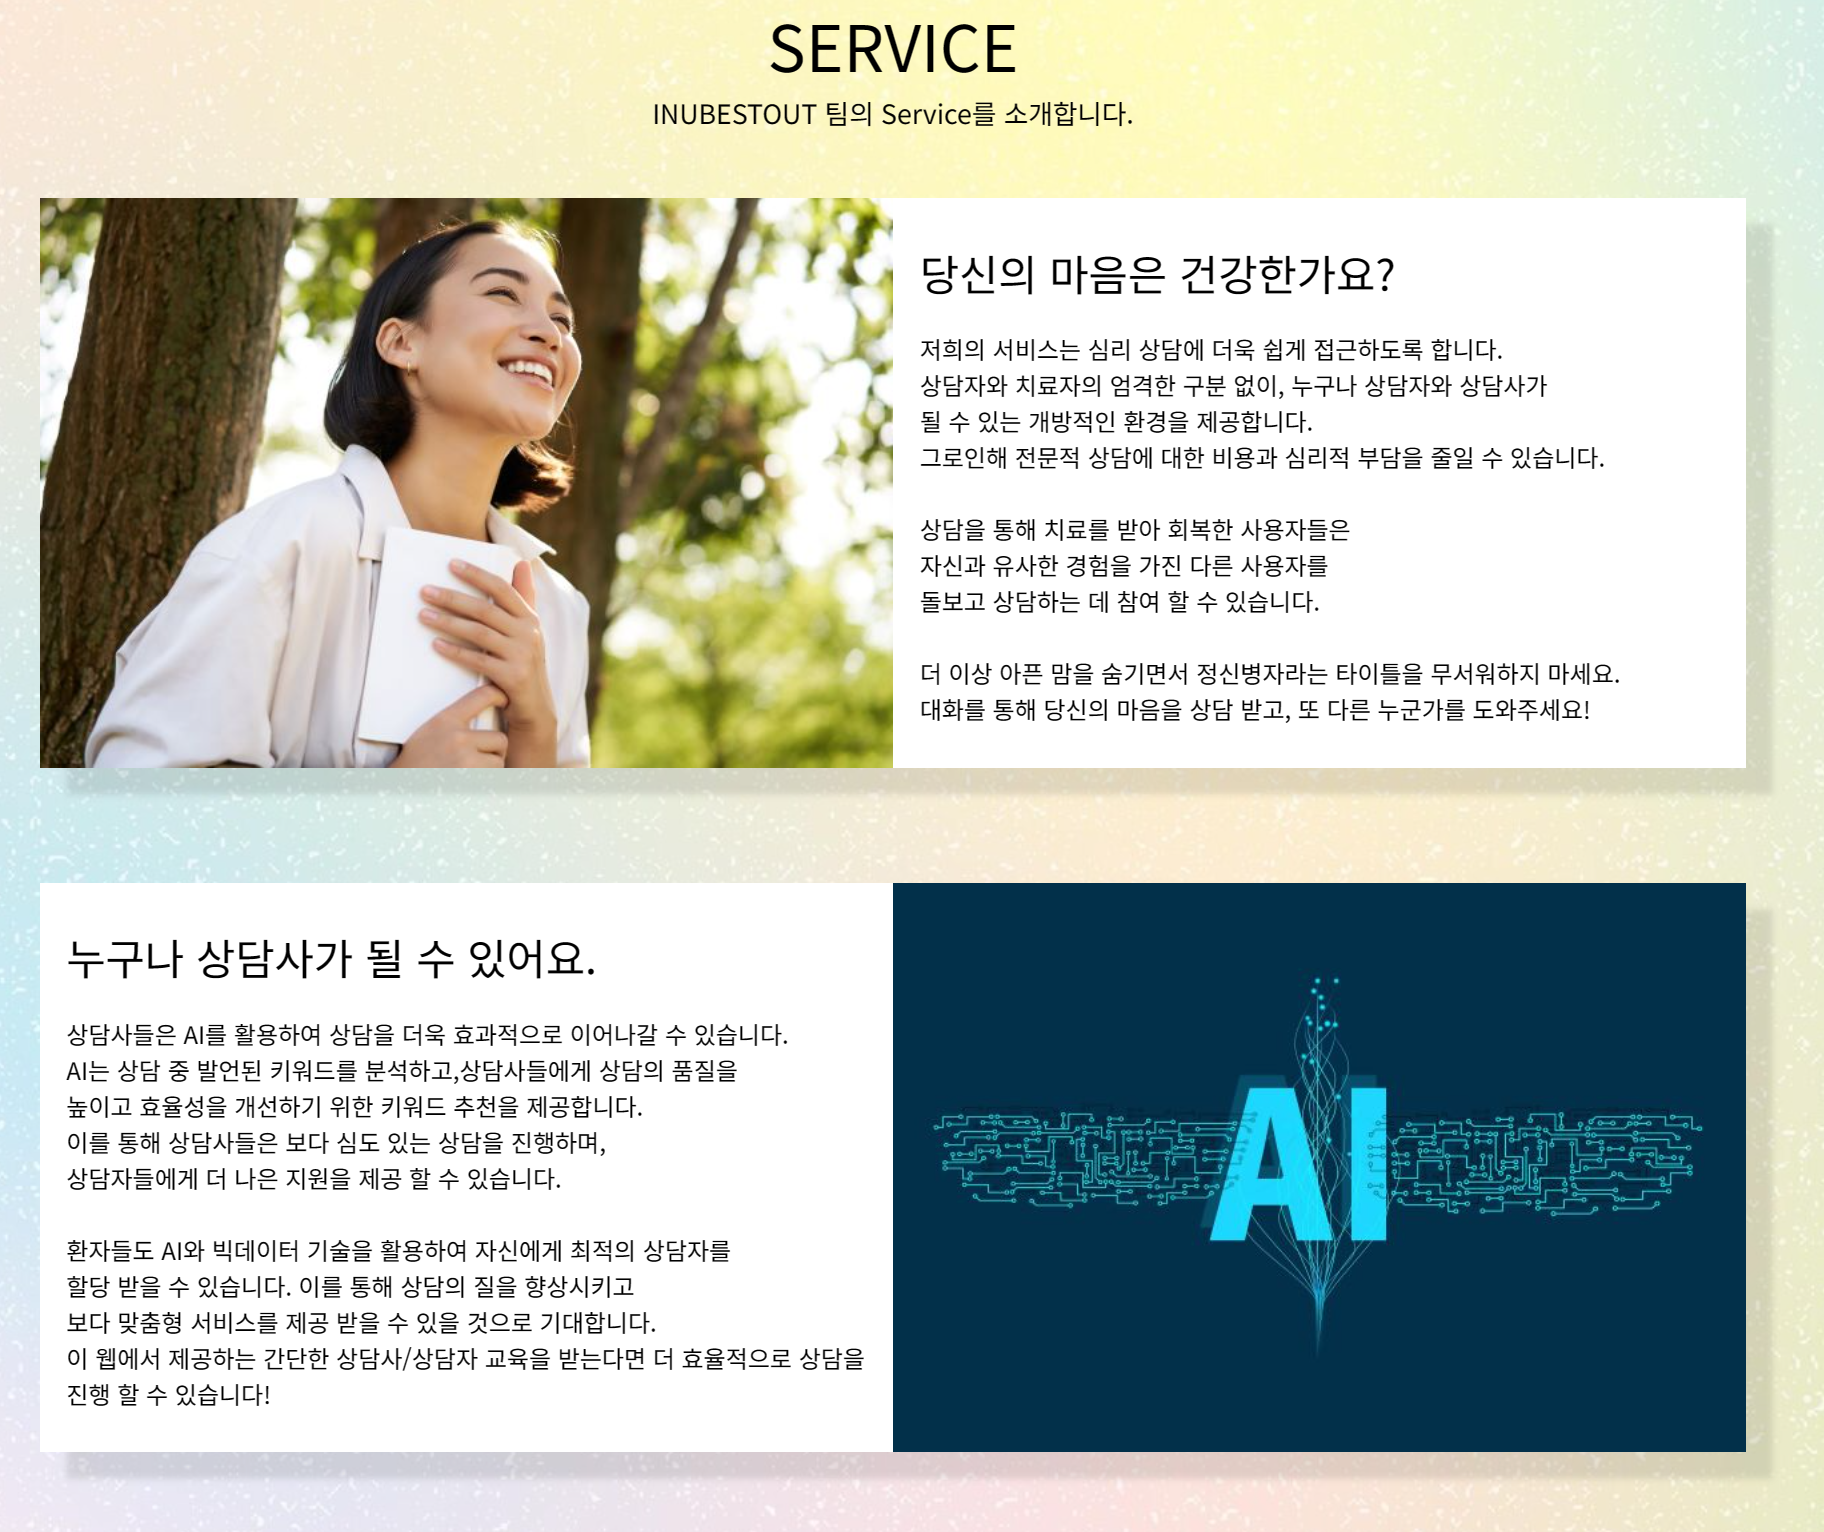 SERVICE
INUBESTOUT 팀의 Service를 소개합니다.
당신의 마음은 건강한가요?
저희의 서비스는 심리 상담에 더욱 쉽게 접근하도록 합니다.
상담자와 치료자의 엄격한 구분 없이, 누구나 상담자와 상담사가
될 수 있는 개방적인 환경을 제공합니다.
그로인해 전문적 상담에 대한 비용과 심리적 부담을 줄일 수 있습니다.
상담을 통해 치료를 받아 회복한 사용자들은
자신과 유사한 경험을 가진 다른 사용자를
돌보고 상담하는 데 참여 할 수 있습니다.
더 이상 아픈 맘을 숨기면서 정신병자라는 타이틀을 무서워하지 마세요.
대화를 통해 당신의 마음을 상담 받고, 또 다른 누군가를 도와주세요!
누구나 상담사가 될 수 있어요.
상담사들은 AI를 활용하여 상담을 더욱 효과적으로 이어나갈 수 있습니다.
AI는 상담 중 발언된 키워드를 분석하고,상담사들에게 상담의 품질을
높이고 효율성을 개선하기 위한 키워드 추천을 제공합니다.
이를 통해 상담사들은 보다 심도 있는 상담을 진행하며,
상담자들에게 더 나은 지원을 제공 할 수 있습니다.
환자들도 AI와 빅데이터 기술을 활용하여 자신에게 최적의 상담자를
할당 받을 수 있습니다. 이를 통해 상담의 질을 향상시키고
보다 맞춤형 서비스를 제공 받을 수 있을 것으로 기대합니다.
이 웹에서 제공하는 간단한 상담사/상담자 교육을 받는다면 더 효율적으로 상담을
진행 할 수 있습니다!
AI